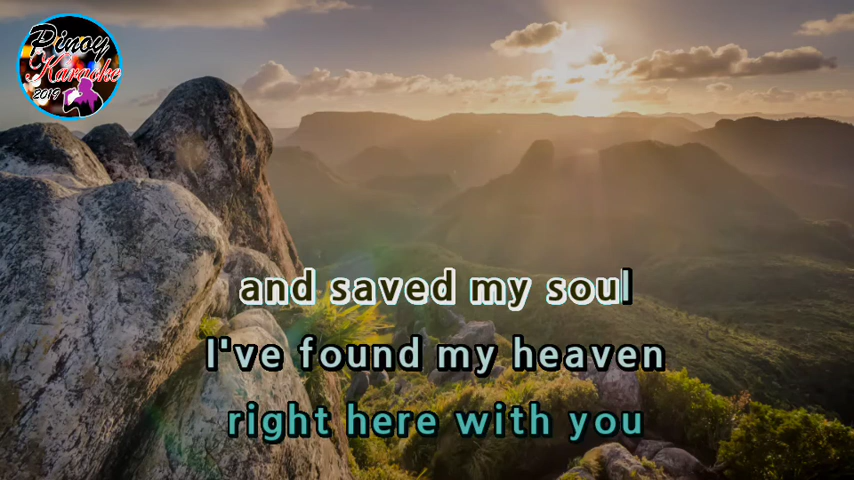 Pinoy
Karaoke
2019
and saved my soul
I've found my heaven
right here with you